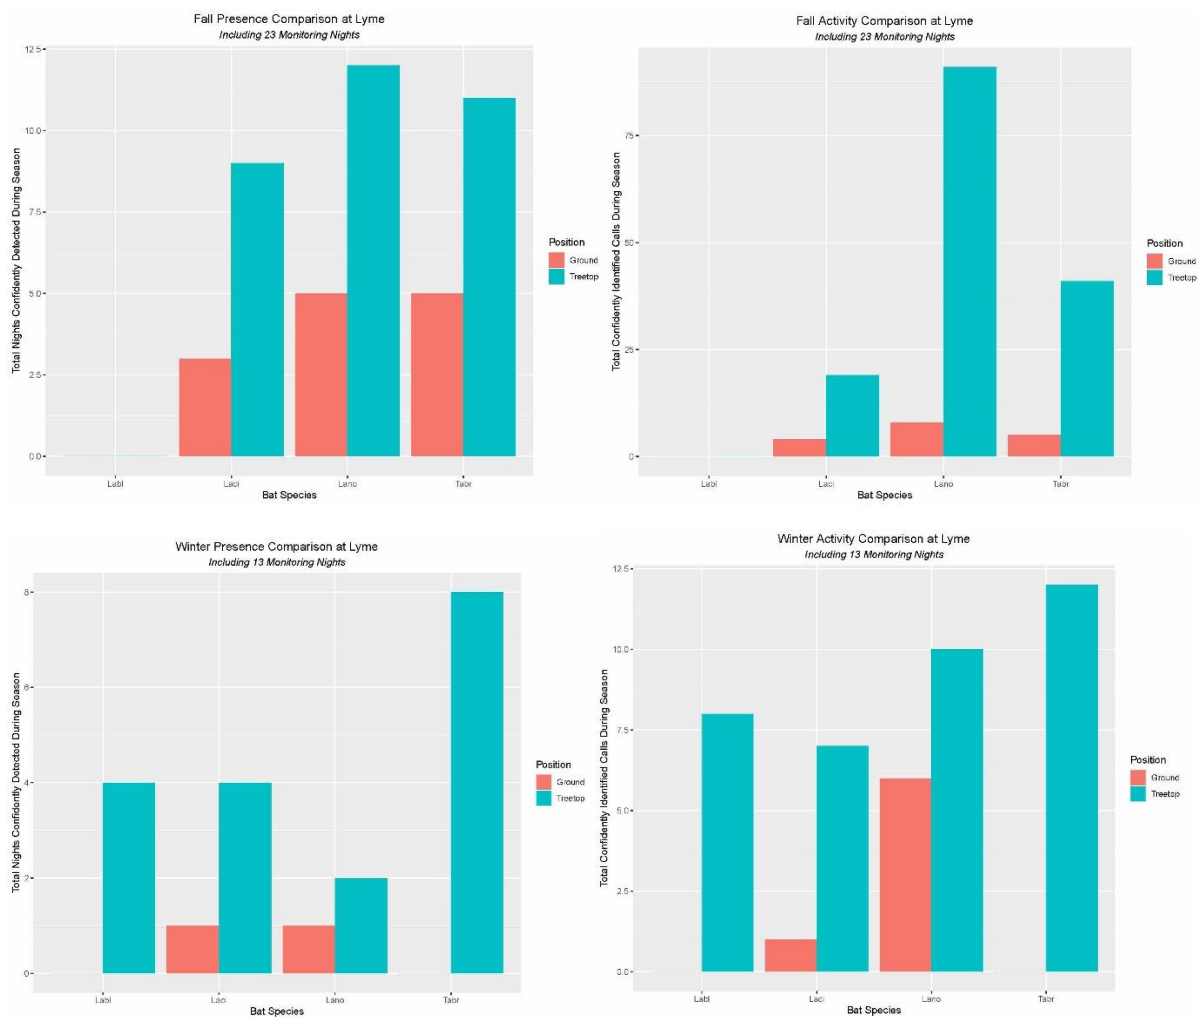 Fall Presence Comparison at Lyme
Including 23 Monitoring Nights
Total Nights Confidently Detected During Season
12.5
10.0
7.5
5.0
2.5
0.0
Labl
Laci
Lano
Tabr
Bat Species
Position
Ground
Treetop
Fall Activity Comparison at Lyme
Including 23 Monitoring Nights
Total Confidently Identified Calls During Season
75
50
25
0
Labl
Laci
Lano
Tabr
Bat Species
Position
Ground
Treetop
Winter Presence Comparison at Lyme
Including 13 Monitoring Nights
Total Nights Confidently Detected During Season
8
6
4
2
0
Labl
Laci
Lano
Tabr
Bat Species
Position
Ground
Treetop
Winter Activity Comparison at Lyme
Including 13 Monitoring Nights
Total Confidently Identified Calls During Season
12.5
10.0
7.5
5.0
2.5
0.0
Labl
Laci
Lano
Tabr
Bat Species
Position
Ground
Treetop